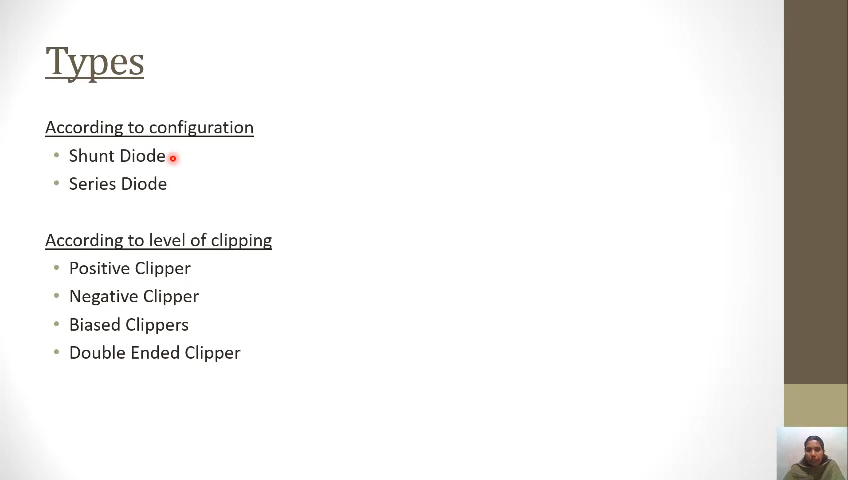 Types
According to configuration
Shunt Diode
Series Diode
According to level of clipping
Positive Clipper
Negative Clipper
Biased Clippers
Double Ended Clipper